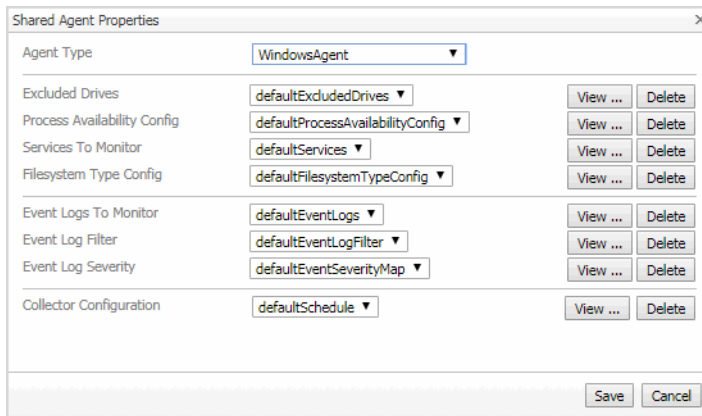 Shared Agent Properties ×
Agent Type WindowsAgent
Excluded Drives defaultExcludedDrives View ... Delete
Process Availability Config defaultProcessAvailabilityConfig View ... Delete
Services To Monitor defaultServices View ... Delete
Filesystem Type Config defaultFilesystemTypeConfig View ... Delete
Event Logs To Monitor defaultEventLogs View ... Delete
Event Log Filter defaultEventLogFilter View ... Delete
Event Log Severity defaultEventSeverityMap View ... Delete
Collector Configuration defaultSchedule View ... Delete
Save Cancel